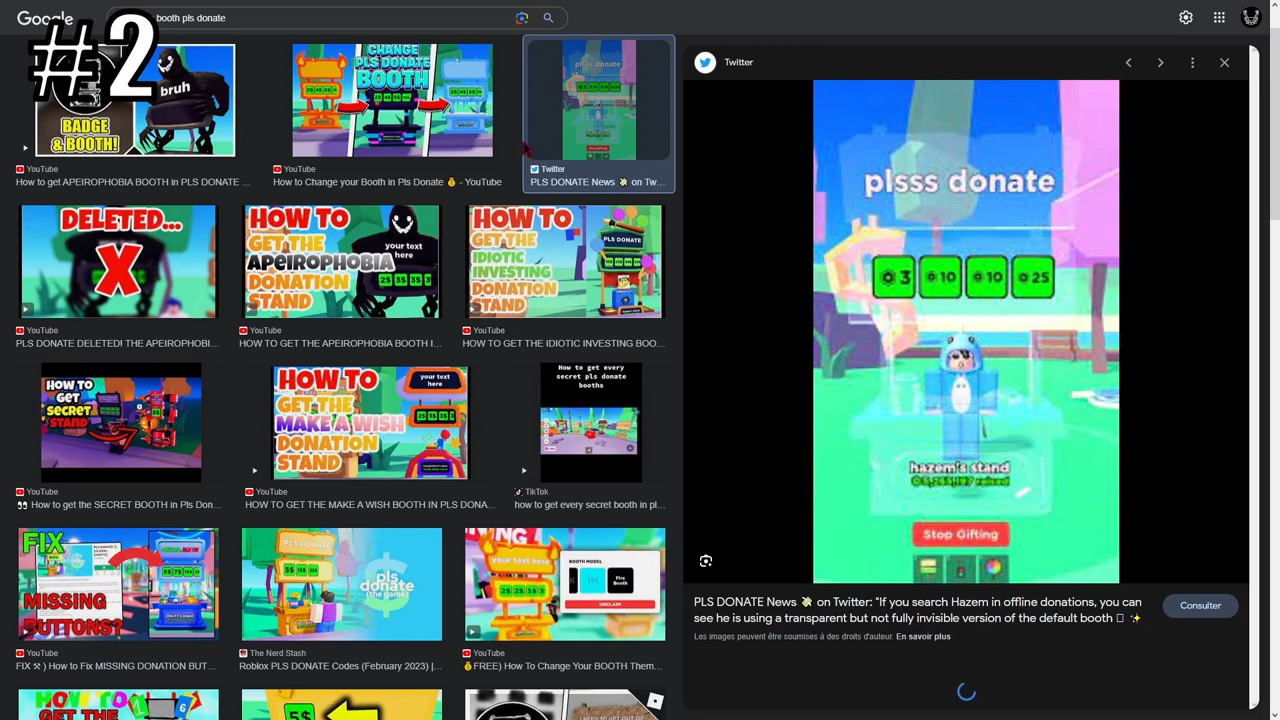 Google
booth pls donate
#2
bruh
BADGE
& BOOTH!
YouTube
How to get APEIROPHOBIA BOOTH in PLS DONATE ...
CHANGE
PLS DONATE
BOOTH
YouTube
How to Change your Booth in Pls Donate 💰 - YouTube
plsss donate
Twitter
PLS DONATE News 💸 on Tw...
DELETED...
X
YouTube
PLS DONATE DELETED! THE APEIROPHOBI...
HOW TO
GET THE
APEIROPHOBIA
DONATION
STAND
your text
here
YouTube
HOW TO GET THE APEIROPHOBIA BOOTH I...
HOW TO
GET THE
IDIOTIC
INVESTING
DONATION
STAND
PLS DONATE
YouTube
HOW TO GET THE IDIOTIC INVESTING BOO...
HOW TO
GET
SECRET
STAND
YouTube
👀 How to get the SECRET BOOTH in Pls Don...
HOW TO
GET THE
MAKE A WISH
DONATION
STAND
your text
here
YouTube
HOW TO GET THE MAKE A WISH BOOTH IN PLS DONA...
How to get every
secret pls donate
booths
TikTok
how to get every secret booth in pl...
FIX
MISSING
BUTTONS?
YouTube
FIX ⚒ ) How to Fix MISSING DONATION BUT...
PLS DONATE
pls
donate
(the game)
The Nerd Stash
Roblox PLS DONATE Codes (February 2023) |...
your text here
BOOTH MODEL
1M
Fire
Booth
UNCLAIM
YouTube
💰FREE) How To Change Your BOOTH Them...
HOW TO
GET THE
5$
Twitter
plsss donate
3
10
10
25
hazem's stand
Stop Gifting
PLS DONATE News 💸 on Twitter: "If you search Hazem in offline donations, you can
see he is using a transparent but not fully invisible version of the default booth ▯ ✨
Consulter
Les images peuvent être soumises à des droits d'auteur. En savoir plus